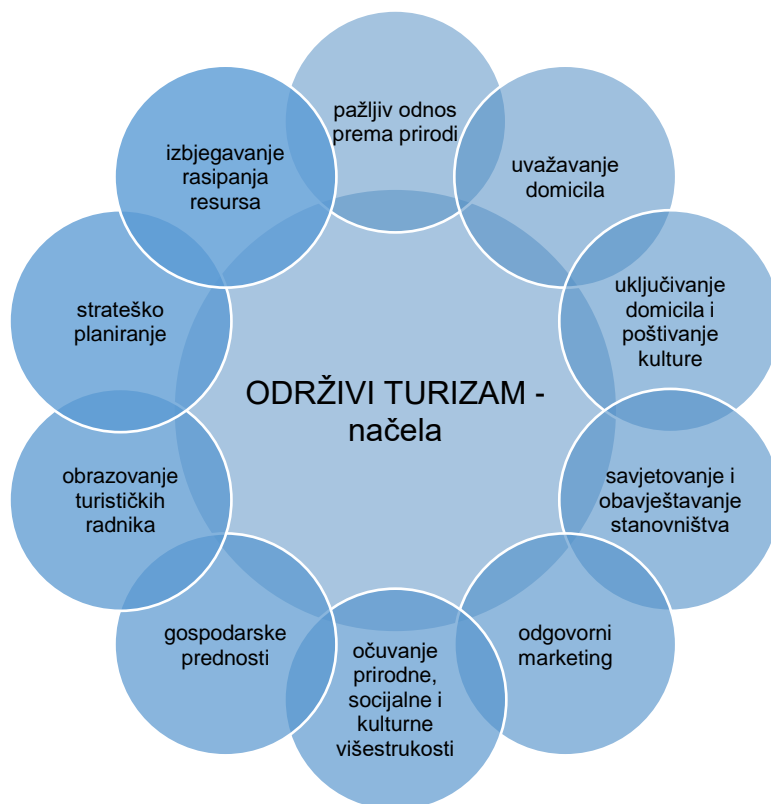 pažljiv odnos
prema prirodi
uvažavanje
domicila
uključivanje
domicila i
poštivanje
kulture
savjetovanje i
obavještavanje
stanovništva
odgovorni
marketing
očuvanje
prirodne,
socijalne i
kulturne
višestrukosti
gospodarske
prednosti
obrazovanje
turističkih
radnika
strateško
planiranje
izbjegavanje
rasipanja
resursa
ODRŽIVI TURIZAM -
načela